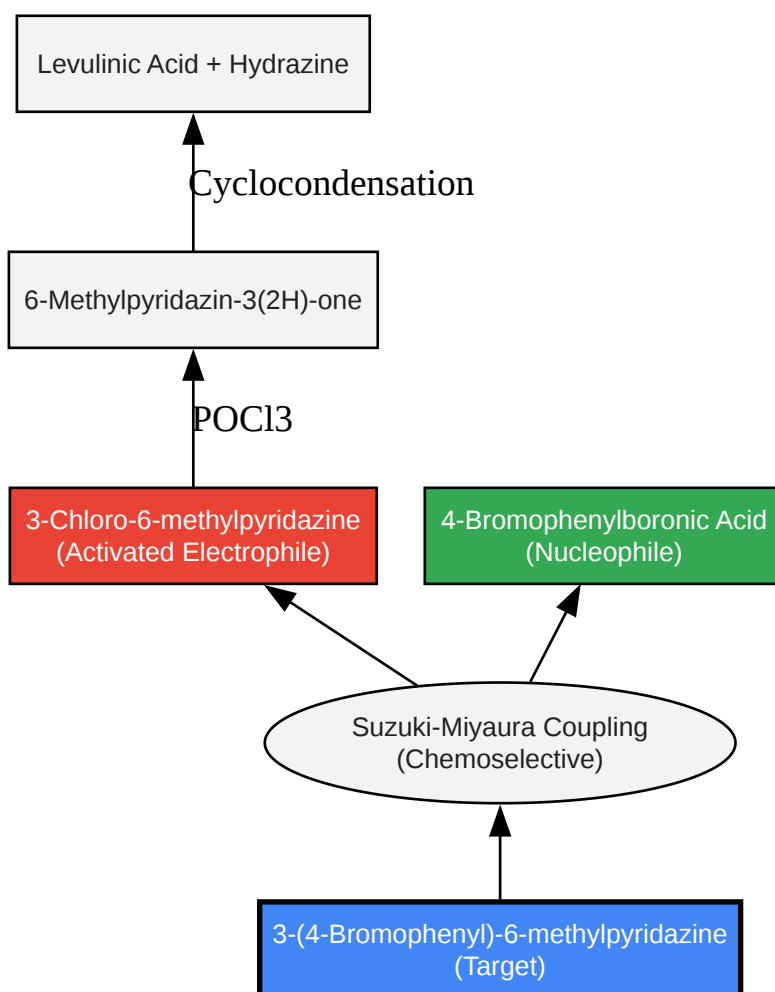 Levulinic Acid + Hydrazine
Cyclocondensation
6-Methylpyridazin-3(2H)-one
POCl3
3-Chloro-6-methylpyridazine
(Activated Electrophile)
4-Bromophenylboronic Acid
(Nucleophile)
Suzuki-Miyaura Coupling
(Chemoselective)
3-(4-Bromophenyl)-6-methylpyridazine
(Target)